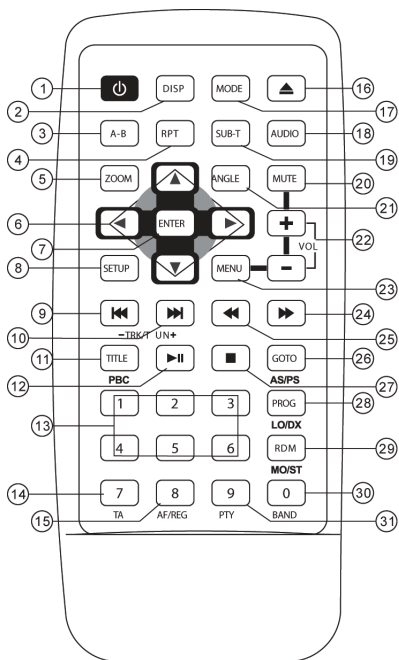 1 DISP MODE 16
2 17
3 A-B RPT SUB-T AUDIO 18
4 19
5 ZOOM ANGLE MUTE 20
21
6 ENTER + 22
7 VOL
8 SETUP MENU −
23
9 24
10 −TRK/T UN+ 25
11 TITLE GOTO 26
PBC AS/PS
12 27
1 2 3 PROG 28
13 LO/DX
4 5 6 RDM 29
MO/ST
14 7 8 9 0 30
15 TA AF/REG PTY BAND 31